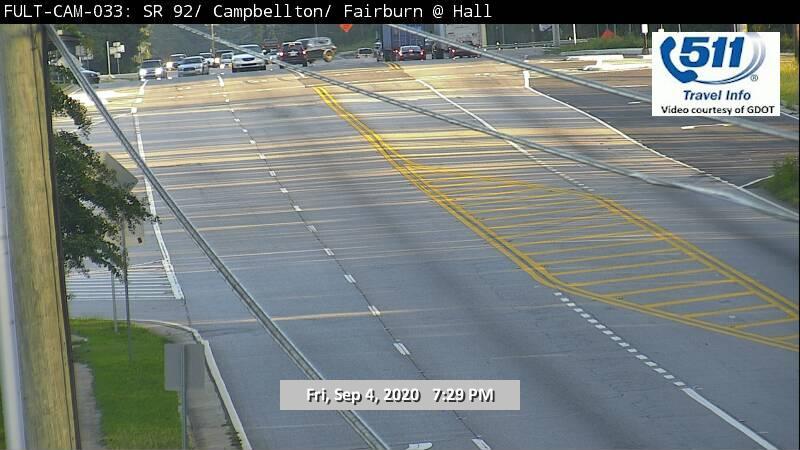 FULT-CAM-033: SR 92/ Campbellton/ Fairburn @ Hall
511
Travel Info
Video courtesy of GDOT
Fri, Sep 4, 2020 7:29 PM